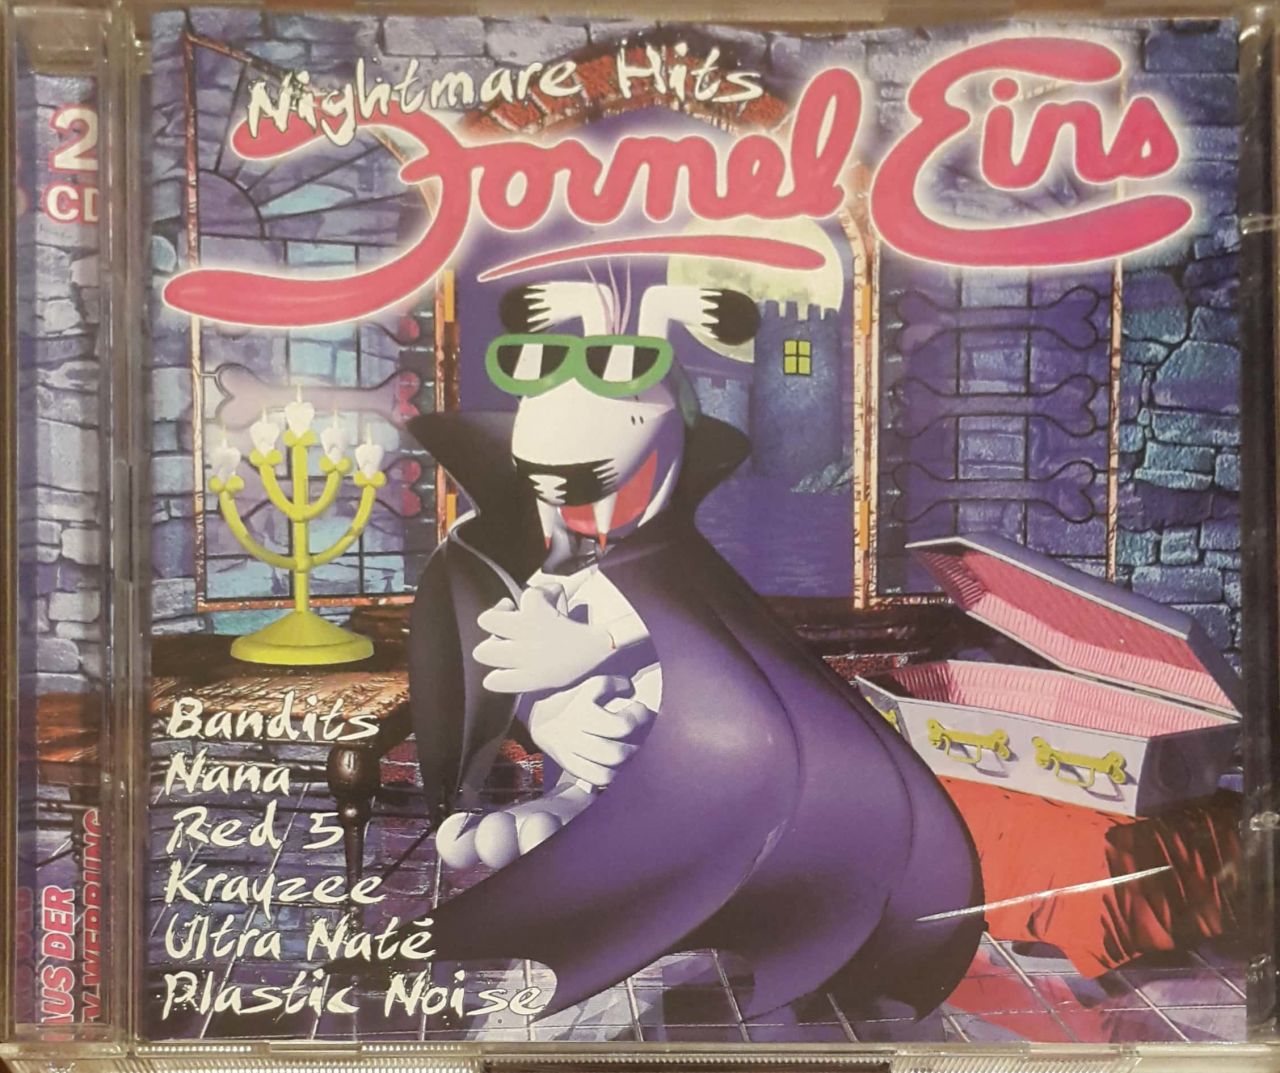 Nightmare Hits
Formel Eins
2
CD
AUS DER
TV-WERBUNG
Bandits
Nana
Red 5
Krayzee
Ultra Naté
Plastic Noise